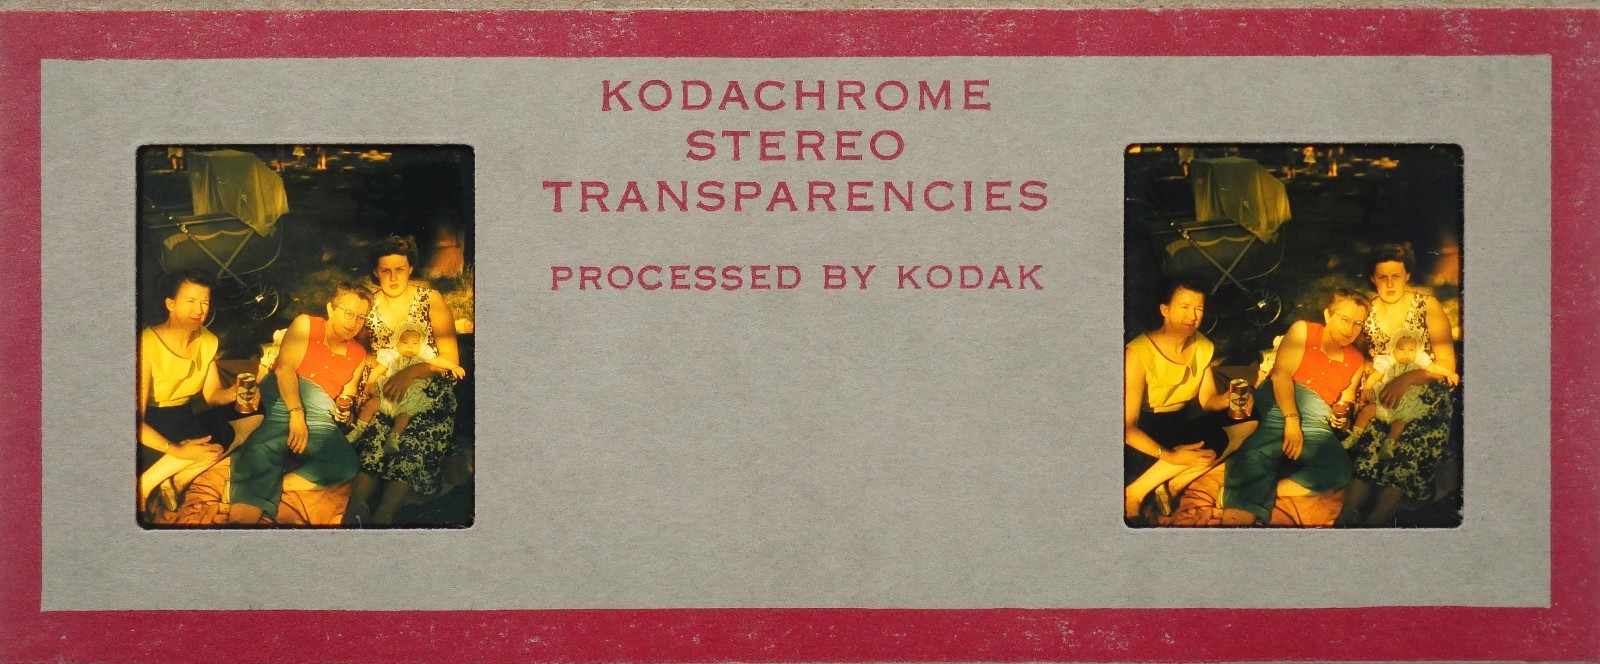 KODACHROME
STEREO
TRANSPARENCIES
PROCESSED BY KODAK